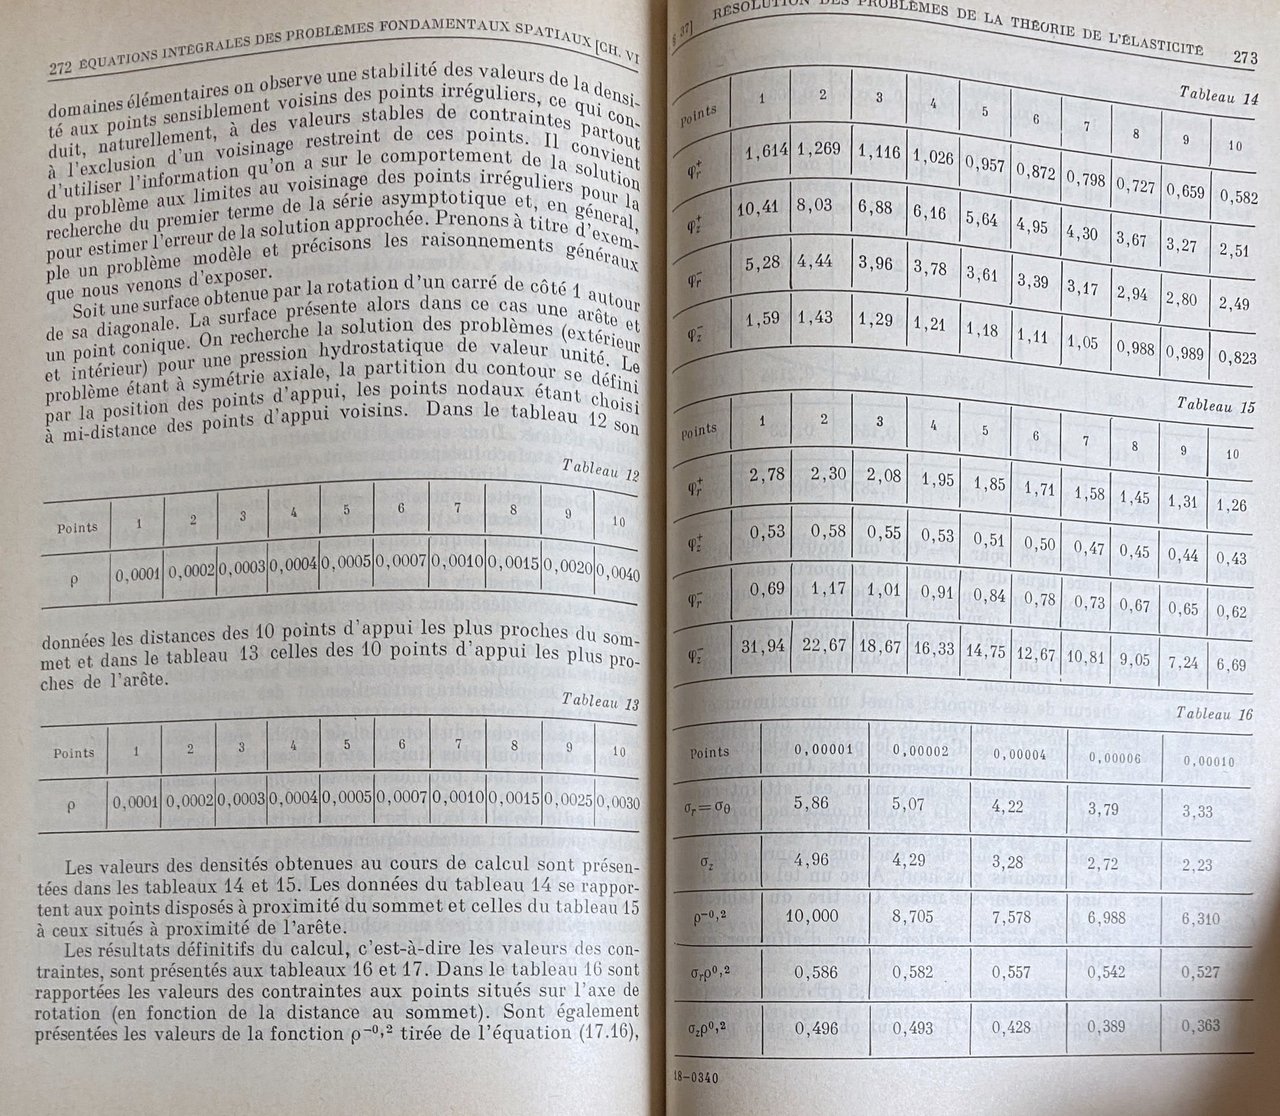 272 ÉQUATIONS INTÉGRALES DES PROBLÈMES FONDAMENTAUX SPATIAUX [CH. VI
domaines élémentaires on observe une stabilité des valeurs de la densi-
té aux points sensiblement voisins des points irréguliers, ce qui con-
duit, naturellement, à des valeurs stables de contraintes partout
à l'exclusion d'un voisinage restreint de ces points. Il convient
d'utiliser l'information qu'on a sur le comportement de la solution
du problème aux limites au voisinage des points irréguliers pour la
recherche du premier terme de la série asymptotique et, en général,
pour estimer l'erreur de la solution approchée. Prenons à titre d'exem-
ple un problème modèle et précisons les raisonnements généraux
que nous venons d'exposer.
Soit une surface obtenue par la rotation d'un carré de côté 1 autour
de sa diagonale. La surface présente alors dans ce cas une arête et
un point conique. On recherche la solution des problèmes (extérieur
et intérieur) pour une pression hydrostatique de valeur unité. Le
problème étant à symétrie axiale, la partition du contour se défini
par la position des points d'appui, les points nodaux étant choisi
à mi-distance des points d'appui voisins. Dans le tableau 12 son
Tableau 12
Points 1 2 3 4 5 6 7 8 9 10
ρ 0,0001 0,0002 0,0003 0,0004 0,0005 0,0007 0,0010 0,0015 0,0020 0,0040
données les distances des 10 points d'appui les plus proches du som-
met et dans le tableau 13 celles des 10 points d'appui les plus pro-
ches de l'arête.
Tableau 13
Points 1 2 3 4 5 6 7 8 9 10
ρ 0,0001 0,0002 0,0003 0,0004 0,0005 0,0007 0,0010 0,0015 0,0025 0,0030
Les valeurs des densités obtenues au cours de calcul sont présen-
tées dans les tableaux 14 et 15. Les données du tableau 14 se rappor-
tent aux points disposés à proximité du sommet et celles du tableau 15
à ceux situés à proximité de l'arête.
Les résultats définitifs du calcul, c'est-à-dire les valeurs des con-
traintes, sont présentés aux tableaux 16 et 17. Dans le tableau 16 sont
rapportées les valeurs des contraintes aux points situés sur l'axe de
rotation (en fonction de la distance au sommet). Sont également
présentées les valeurs de la fonction ρ⁻⁰,² tirée de l'équation (17.16),
§ 37] RÉSOLUTION DES PROBLÈMES DE LA THÉORIE DE L'ÉLASTICITÉ 273
Tableau 14
Points 1 2 3 4 5 6 7 8 9 10
φᵣ⁺ 1,614 1,269 1,116 1,026 0,957 0,872 0,798 0,727 0,659 0,582
φ_z⁺ 10,41 8,03 6,88 6,16 5,64 4,95 4,30 3,67 3,27 2,51
φᵣ⁻ 5,28 4,44 3,96 3,78 3,61 3,39 3,17 2,94 2,80 2,49
φ_z⁻ 1,59 1,43 1,29 1,21 1,18 1,11 1,05 0,988 0,989 0,823
Tableau 15
Points 1 2 3 4 5 6 7 8 9 10
φᵣ⁺ 2,78 2,30 2,08 1,95 1,85 1,71 1,58 1,45 1,31 1,26
φ_z⁺ 0,53 0,58 0,55 0,53 0,51 0,50 0,47 0,45 0,44 0,43
φᵣ⁻ 0,69 1,17 1,01 0,91 0,84 0,78 0,73 0,67 0,65 0,62
φ_z⁻ 31,94 22,67 18,67 16,33 14,75 12,67 10,81 9,05 7,24 6,69
Tableau 16
Points 0,00001 0,00002 0,00004 0,00006 0,00010
σᵣ=σ_θ 5,86 5,07 4,22 3,79 3,33
σ_z 4,96 4,29 3,28 2,72 2,23
ρ⁻⁰,² 10,000 8,705 7,578 6,988 6,310
σᵣρ⁰,² 0,586 0,582 0,557 0,542 0,527
σ_zρ⁰,² 0,496 0,493 0,428 0,389 0,363
18-0340